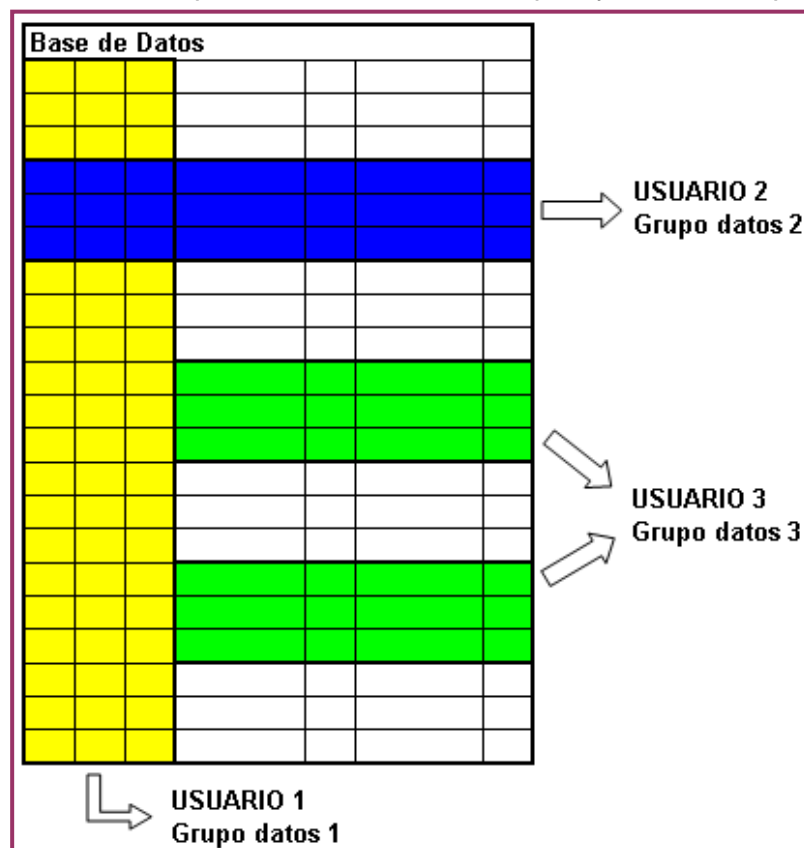 Base de Datos
USUARIO 2
Grupo datos 2
USUARIO 3
Grupo datos 3
USUARIO 1
Grupo datos 1